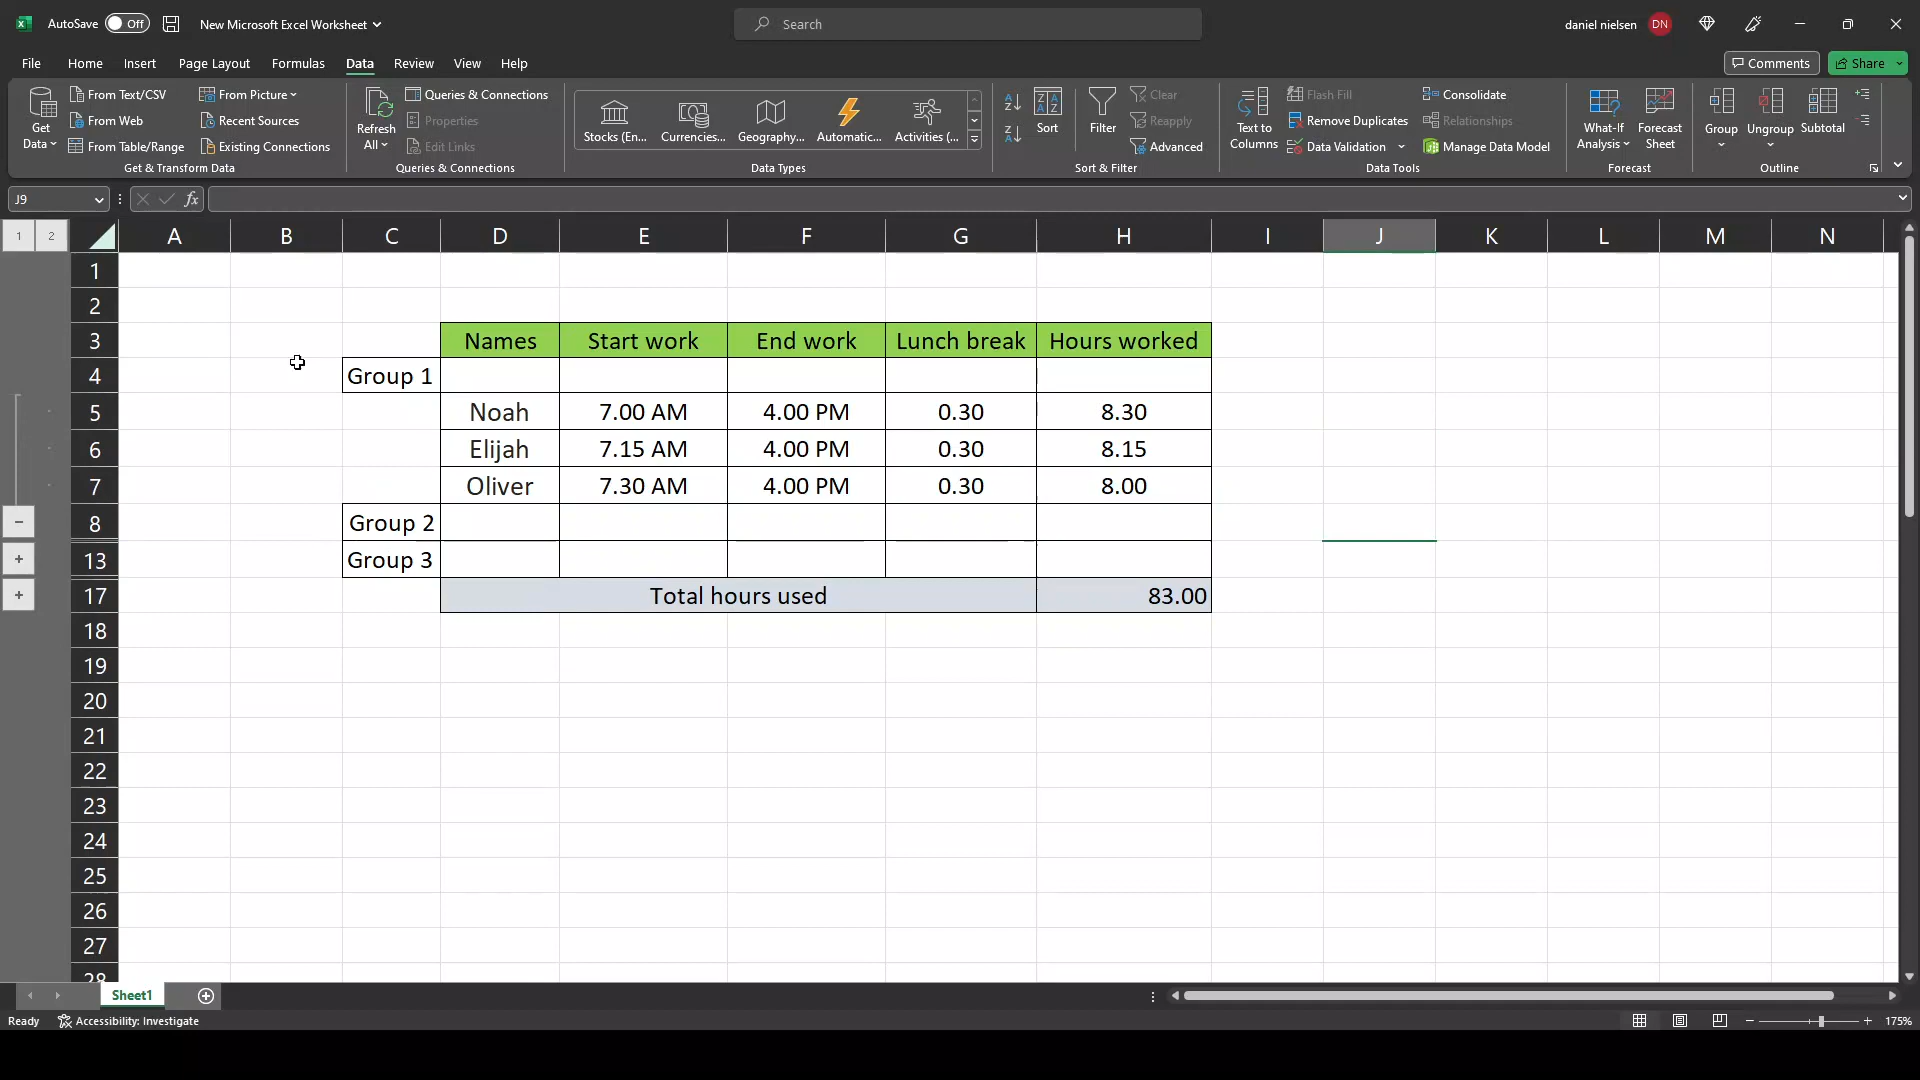 AutoSave Off New Microsoft Excel Worksheet Search daniel nielsen DN
File Home Insert Page Layout Formulas Data Review View Help Comments Share
Get Data From Text/CSV From Web From Table/Range From Picture Recent Sources Existing Connections
Get & Transform Data
Refresh All Queries & Connections Properties Edit Links
Queries & Connections
Stocks (En... Currencies... Geography... Automatic... Activities (...
Data Types
Sort Filter Clear Reapply Advanced
Sort & Filter
Text to Columns Flash Fill Remove Duplicates Data Validation Consolidate Relationships Manage Data Model
Data Tools
What-If Analysis Forecast Sheet
Forecast
Group Ungroup Subtotal
Outline
J9 fx
1 2 A B C D E F G H I J K L M N
1
2
3 Names Start work End work Lunch break Hours worked
4 Group 1
5 Noah 7.00 AM 4.00 PM 0.30 8.30
6 Elijah 7.15 AM 4.00 PM 0.30 8.15
7 Oliver 7.30 AM 4.00 PM 0.30 8.00
8 Group 2
13 Group 3
17 Total hours used 83.00
18
19
20
21
22
23
24
25
26
27
28
Sheet1
Ready Accessibility: Investigate 175%